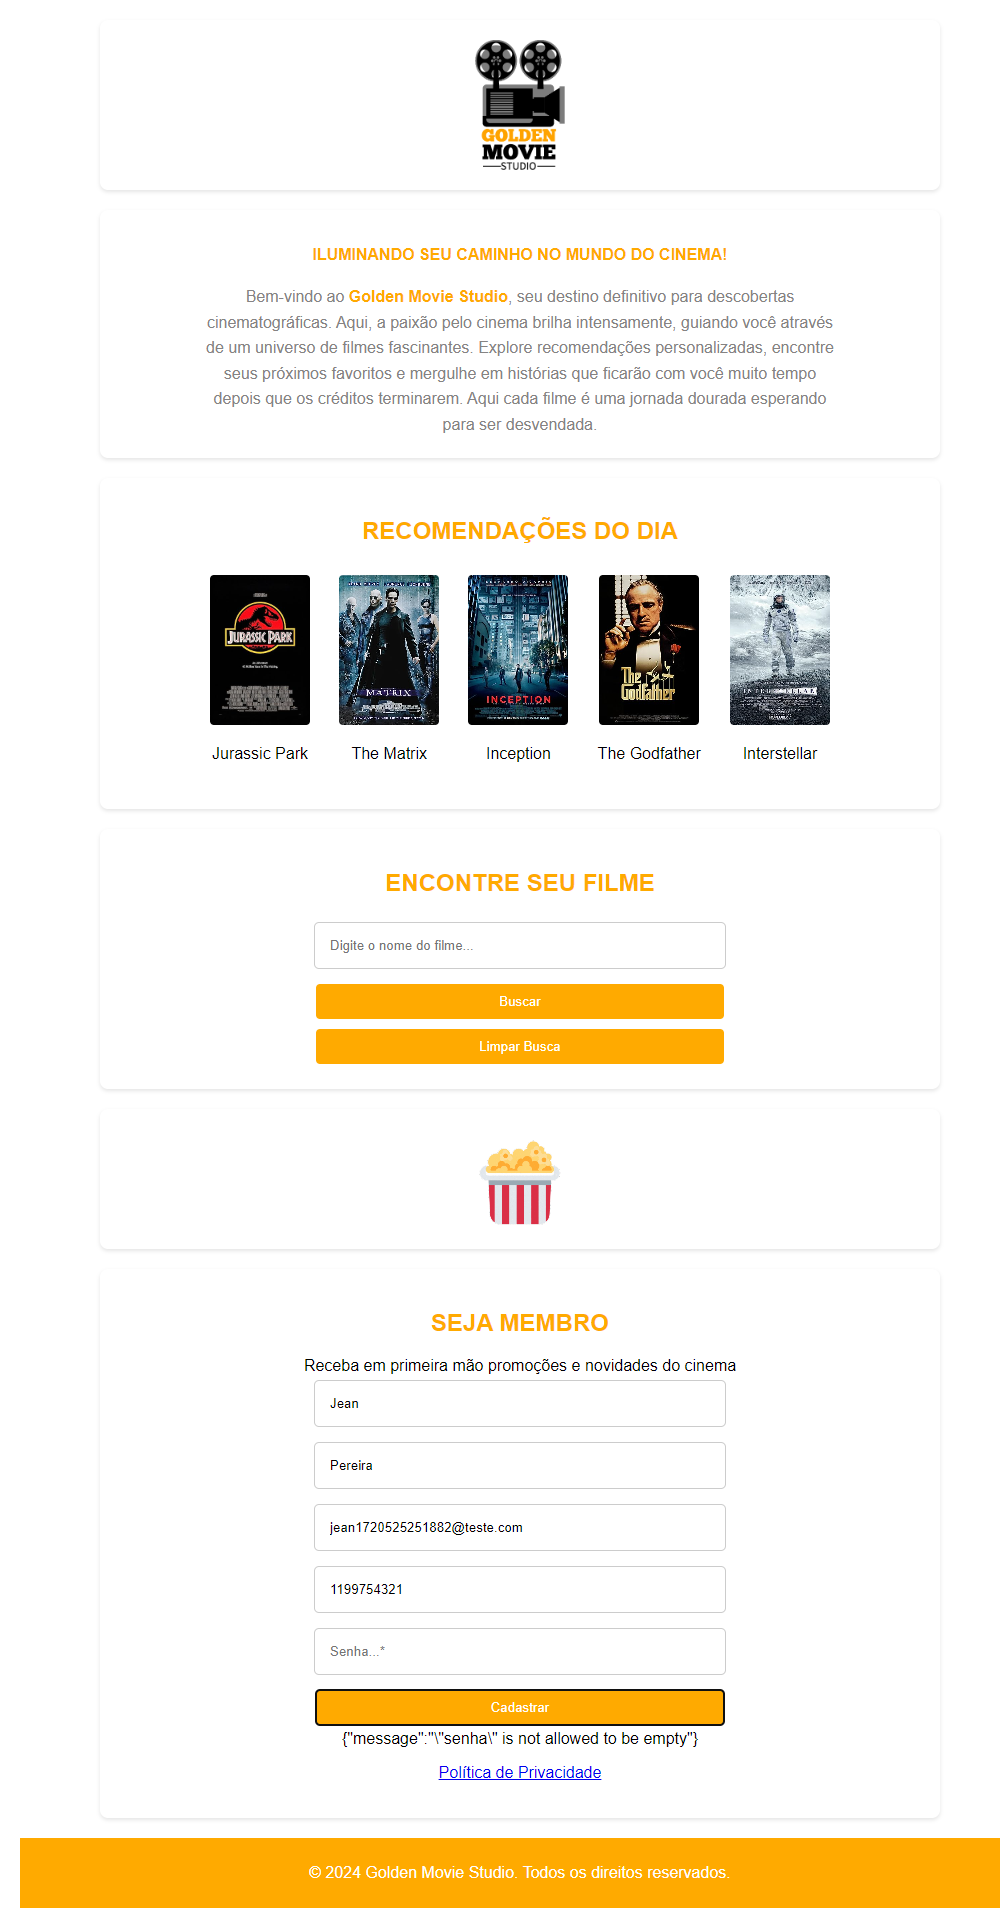 GOLDEN
MOVIE
STUDIO
ILUMINANDO SEU CAMINHO NO MUNDO DO CINEMA!
Bem-vindo ao Golden Movie Studio, seu destino definitivo para descobertas
cinematográficas. Aqui, a paixão pelo cinema brilha intensamente, guiando você através
de um universo de filmes fascinantes. Explore recomendações personalizadas, encontre
seus próximos favoritos e mergulhe em histórias que ficarão com você muito tempo
depois que os créditos terminarem. Aqui cada filme é uma jornada dourada esperando
para ser desvendada.
RECOMENDAÇÕES DO DIA
JURASSIC PARK
MATRIX
INCEPTION
The
Godfather
INTERSTELLAR
Jurassic Park
The Matrix
Inception
The Godfather
Interstellar
ENCONTRE SEU FILME
Digite o nome do filme...
Buscar
Limpar Busca
SEJA MEMBRO
Receba em primeira mão promoções e novidades do cinema
Jean
Pereira
jean1720525251882@teste.com
1199754321
Senha...*
Cadastrar
{"message":"\"senha\" is not allowed to be empty"}
Política de Privacidade
© 2024 Golden Movie Studio. Todos os direitos reservados.